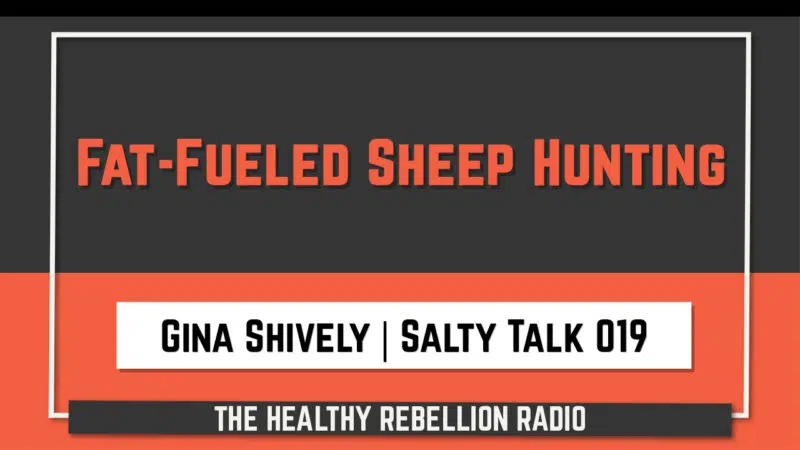 Fat-Fueled Sheep Hunting
Gina Shively | Salty Talk 019
THE HEALTHY REBELLION RADIO